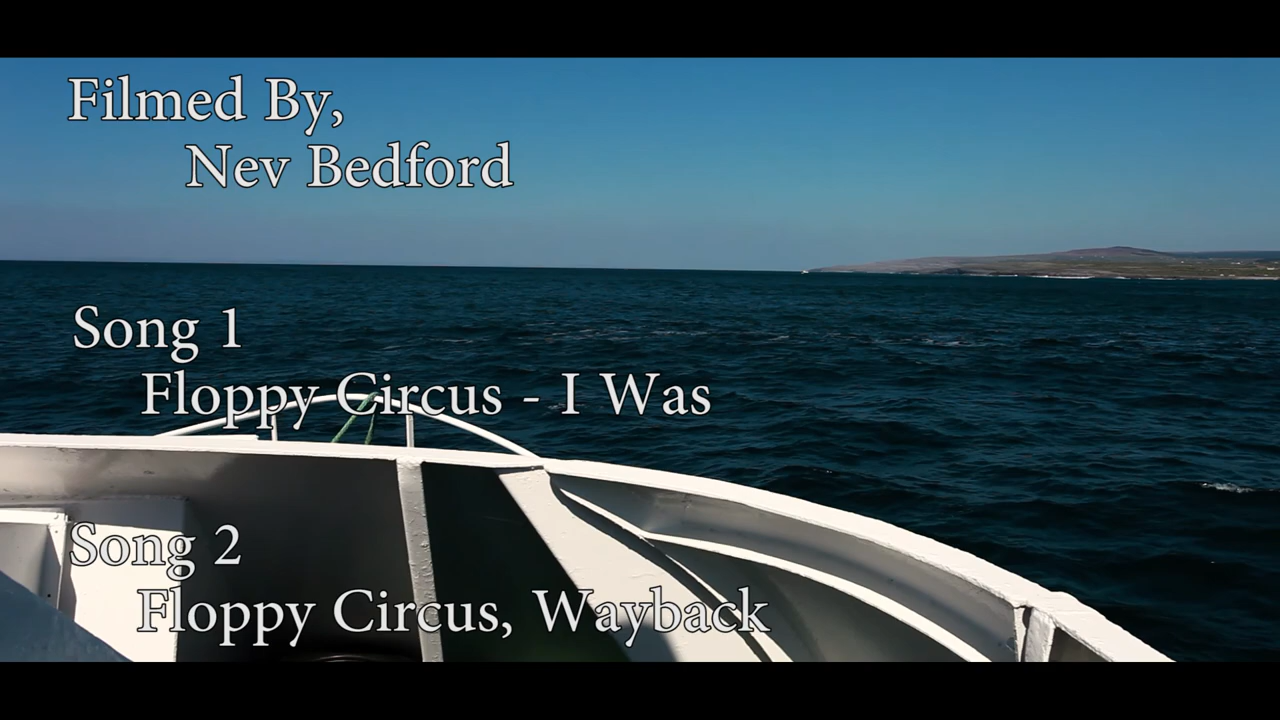 Filmed By,
Nev Bedford
Song 1
Floppy Circus - I Was
Song 2
Floppy Circus, Wayback